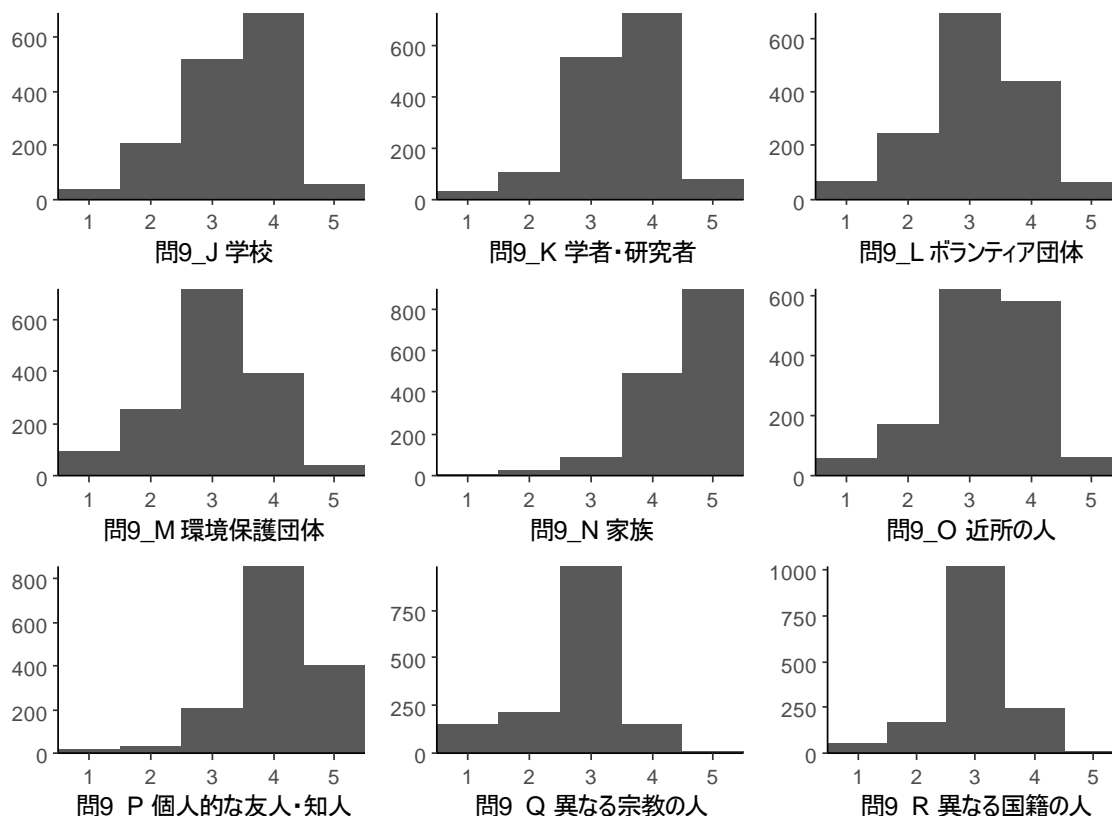 600
400
200
0
1 2 3 4 5
問9_J 学校
600
400
200
0
1 2 3 4 5
問9_K 学者・研究者
600
400
200
0
1 2 3 4 5
問9_L ボランティア団体
600
400
200
0
1 2 3 4 5
問9_M 環境保護団体
800
600
400
200
0
1 2 3 4 5
問9_N 家族
600
400
200
0
1 2 3 4 5
問9_O 近所の人
800
600
400
200
0
1 2 3 4 5
問9_P 個人的な友人・知人
750
500
250
0
1 2 3 4 5
問9_Q 異なる宗教の人
1000
750
500
250
0
1 2 3 4 5
問9_R 異なる国籍の人